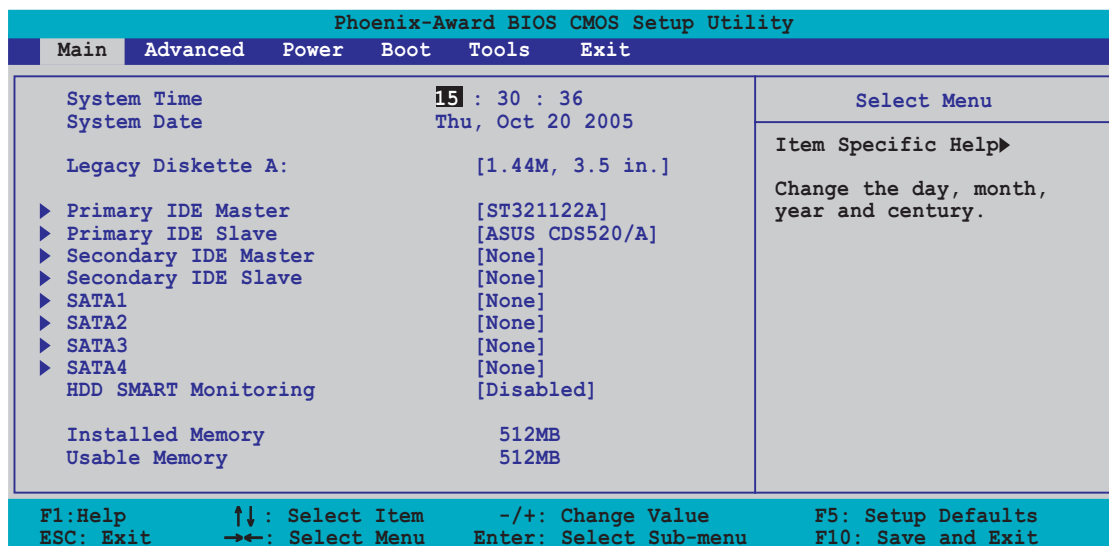 Phoenix-Award BIOS CMOS Setup Utility
Main Advanced Power Boot Tools Exit
System Time 15 : 30 : 36
System Date Thu, Oct 20 2005
Legacy Diskette A: [1.44M, 3.5 in.]
Primary IDE Master [ST321122A]
Primary IDE Slave [ASUS CDS520/A]
Secondary IDE Master [None]
Secondary IDE Slave [None]
SATA1 [None]
SATA2 [None]
SATA3 [None]
SATA4 [None]
HDD SMART Monitoring [Disabled]
Installed Memory 512MB
Usable Memory 512MB
Select Menu
Item Specific Help
Change the day, month,
year and century.
F1:Help ↑↓: Select Item -/+: Change Value F5: Setup Defaults
ESC: Exit →←: Select Menu Enter: Select Sub-menu F10: Save and Exit